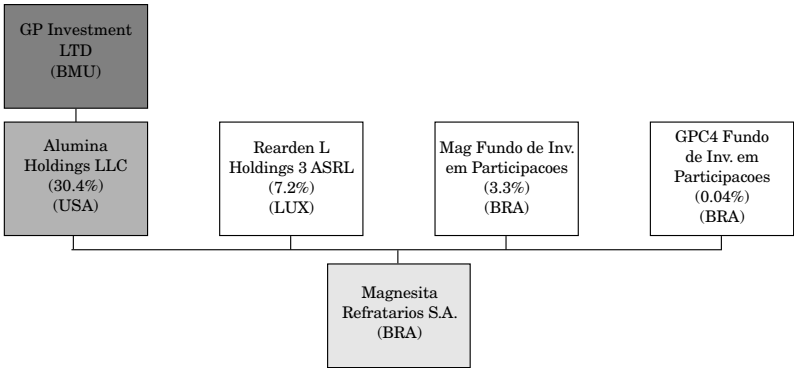 GP Investment
LTD
(BMU)
Alumina
Holdings LLC
(30.4%)
(USA)
Rearden L
Holdings 3 ASRL
(7.2%)
(LUX)
Mag Fundo de Inv.
em Participacoes
(3.3%)
(BRA)
GPC4 Fundo
de Inv. em
Participacoes
(0.04%)
(BRA)
Magnesita
Refratarios S.A.
(BRA)